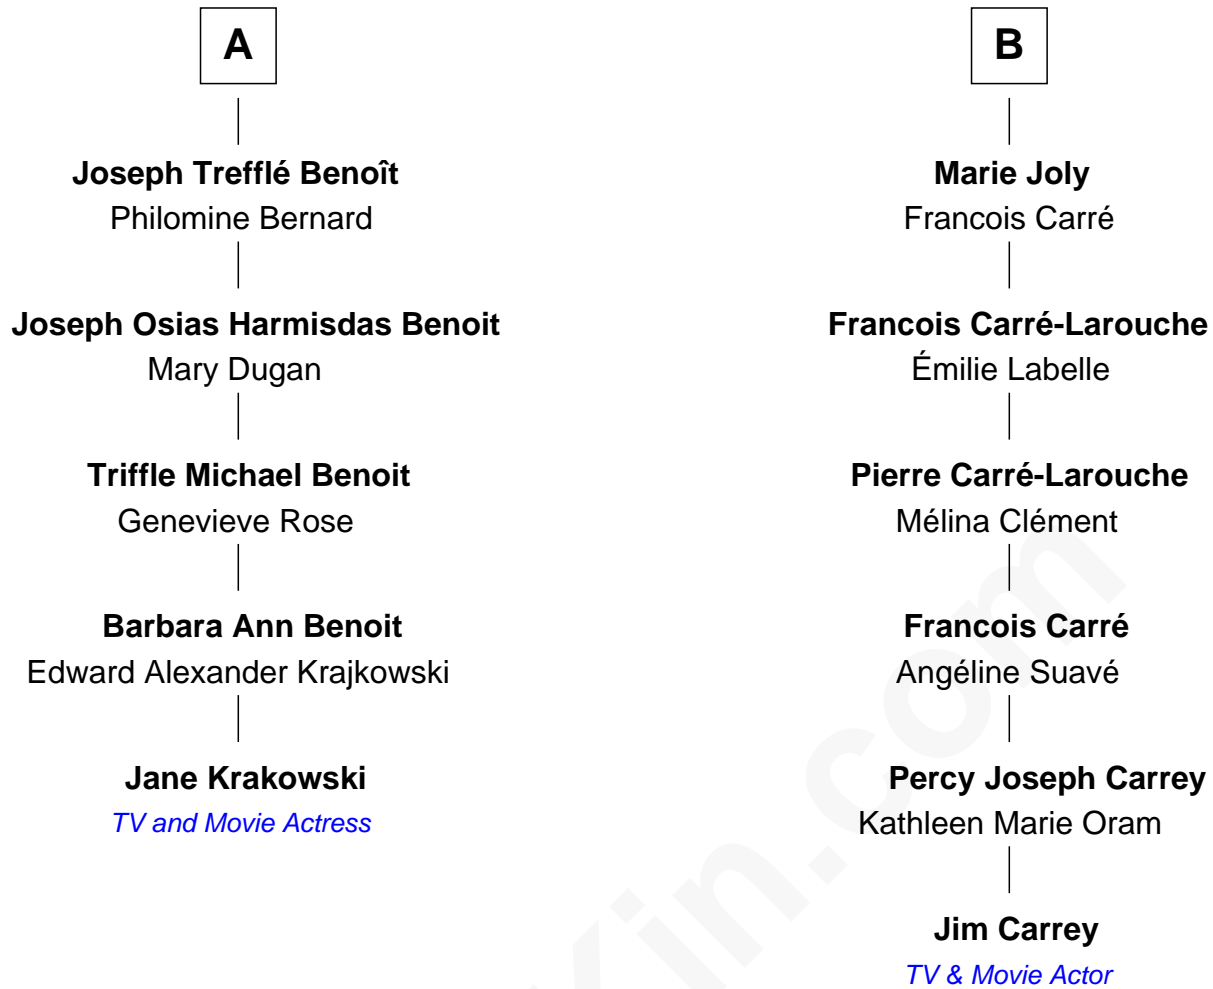 A
Joseph Trefflé Benoît
Philomine Bernard
Joseph Osias Harmisdas Benoit
Mary Dugan
Triffle Michael Benoit
Genevieve Rose
Barbara Ann Benoit
Edward Alexander Krajkowski
Jane Krakowski
TV and Movie Actress
B
Marie Joly
Francois Carré
Francois Carré-Larouche
Émilie Labelle
Pierre Carré-Larouche
Mélina Clément
Francois Carré
Angéline Suavé
Percy Joseph Carrey
Kathleen Marie Oram
Jim Carrey
TV & Movie Actor